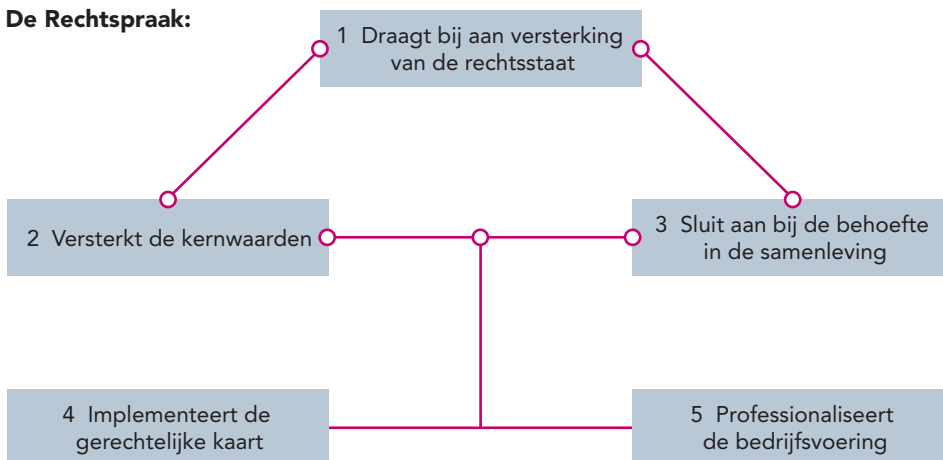 De Rechtspraak:
1 Draagt bij aan versterking
van de rechtsstaat
2 Versterkt de kernwaarden
3 Sluit aan bij de behoefte
in de samenleving
4 Implementeert de
gerechtelijke kaart
5 Professionaliseert
de bedrijfsvoering